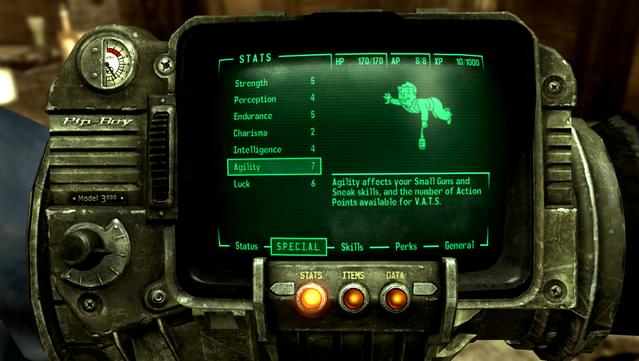 STATS
HP 170/170 AP 8/8 XP 10/1000
Strength 5
Perception 4
Endurance 5
Charisma 2
Intelligence 4
Agility 7
Luck 6
Agility affects your Small Guns and
Sneak skills, and the number of Action
Points available for V.A.T.S.
Status S.P.E.C.I.A.L Skills Perks General
Pip-Boy
Model 3000
STATS ITEMS DATA